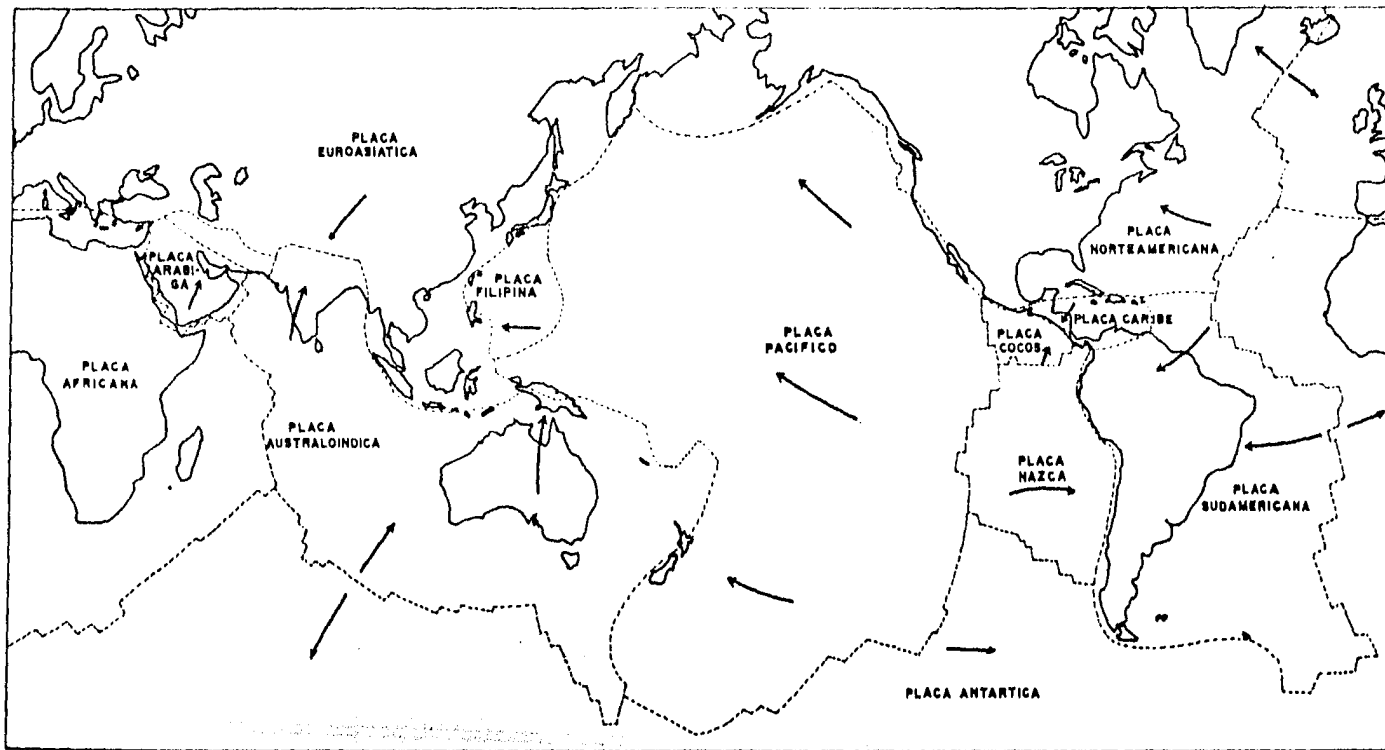 PLACA
EUROASIATICA
PLACA
ARABI-
GA
PLACA
FILIPINA
PLACA
NORTEAMERICANA
PLACA CARIBE
PLACA
COCOS
PLACA
PACIFICO
PLACA
AFRICANA
PLACA
AUSTRALOINDICA
PLACA
NAZCA
PLACA
SUDAMERICANA
PLACA ANTARTICA